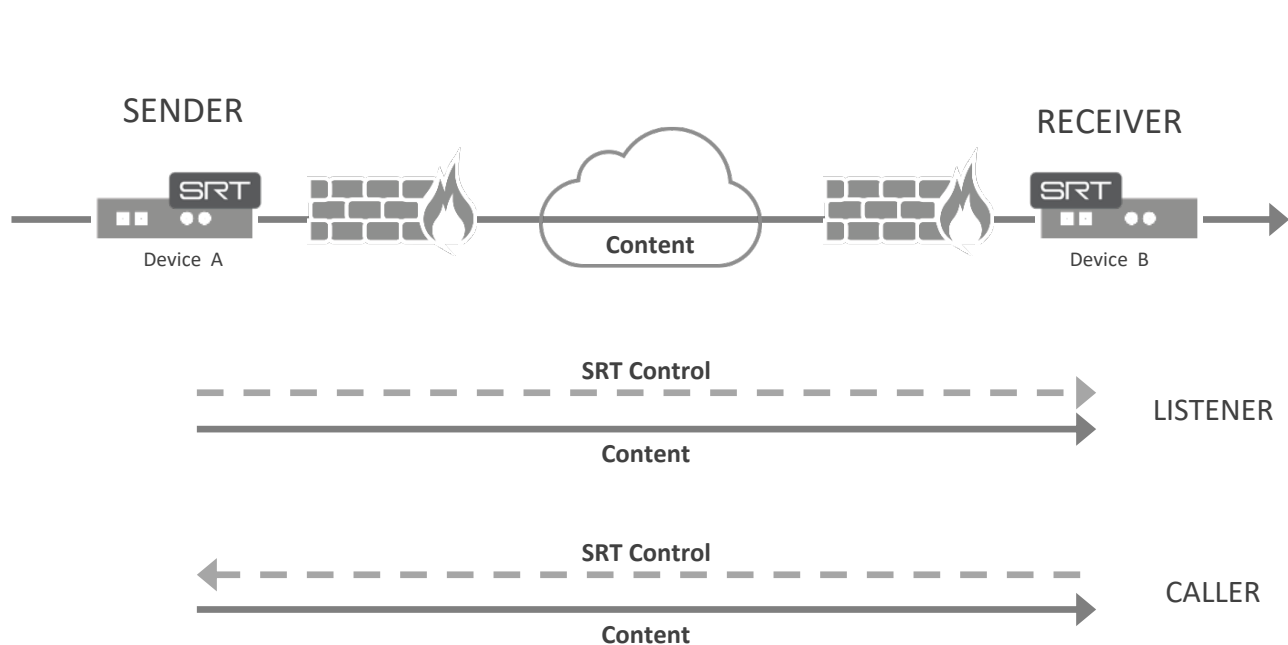 SENDER
RECEIVER
SRT
SRT
Content
Device A
Device B
SRT Control
LISTENER
Content
SRT Control
CALLER
Content